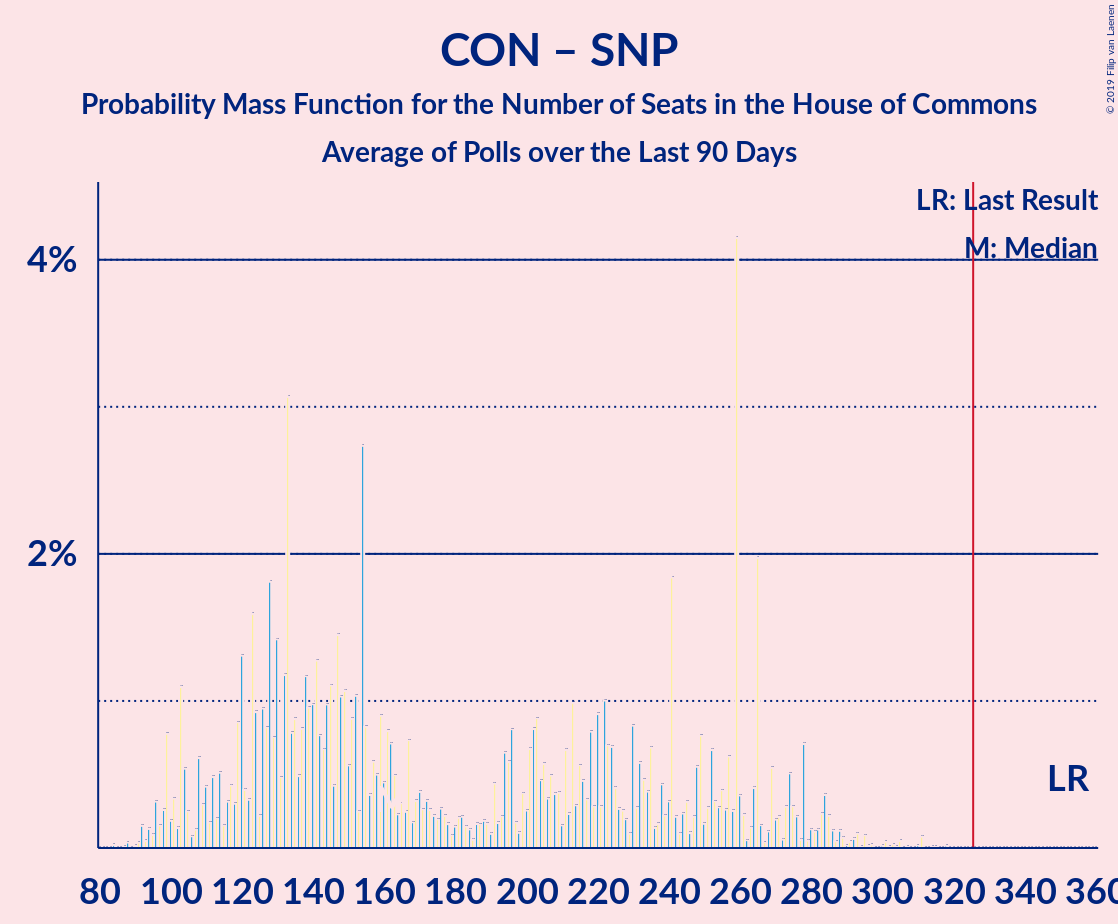 CON – SNP
Probability Mass Function for the Number of Seats in the House of Commons
Average of Polls over the Last 90 Days
© 2019 Filip van Laenen
LR: Last Result
M: Median
4%
2%
LR
80 100 120 140 160 180 200 220 240 260 280 300 320 340 360